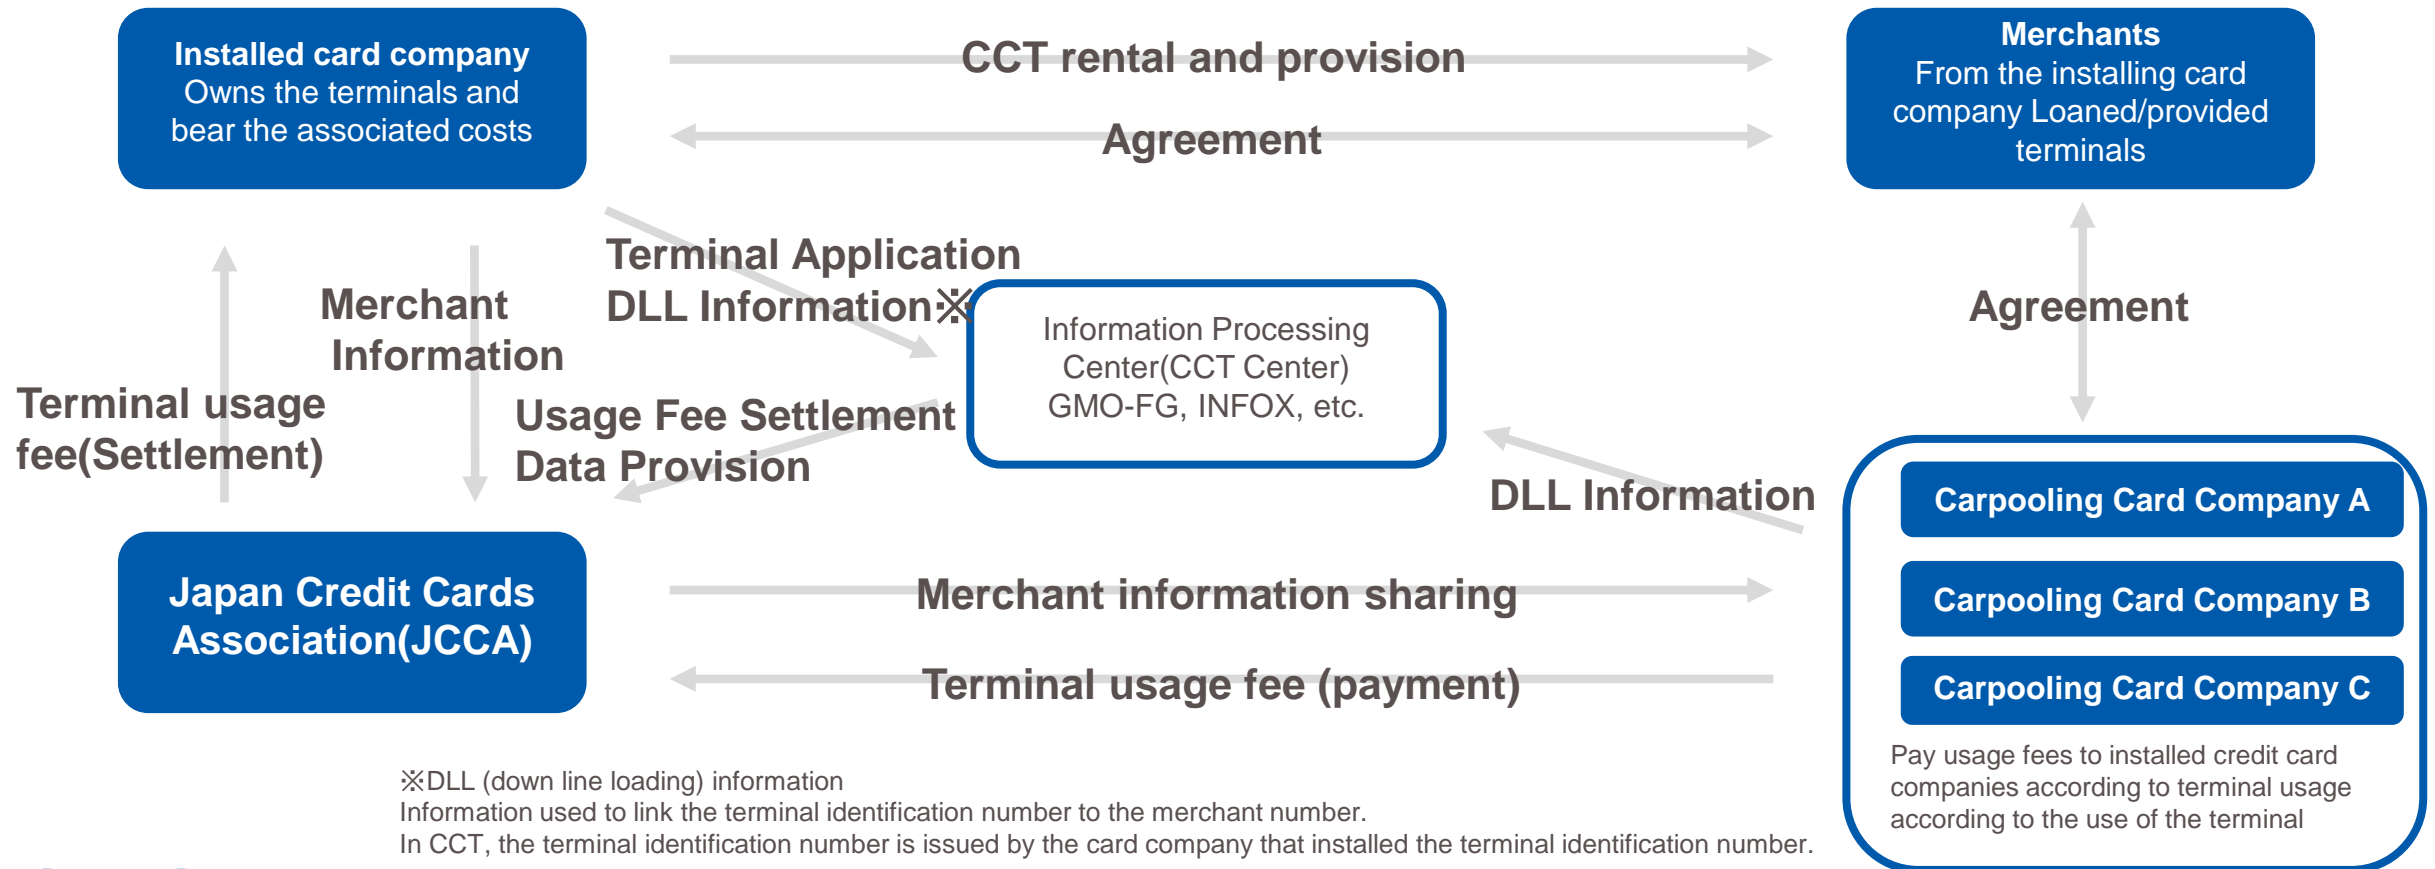 Installed card company
Owns the terminals and
bear the associated costs
CCT rental and provision
Agreement
Merchants
From the installing card
company Loaned/provided
terminals
Terminal Application
DLL Information※
Merchant
Information
Terminal usage
fee(Settlement)
Usage Fee Settlement
Data Provision
Information Processing
Center(CCT Center)
GMO-FG, INFOX, etc.
Agreement
DLL Information
Japan Credit Cards
Association(JCCA)
Merchant information sharing
Terminal usage fee (payment)
Carpooling Card Company A
Carpooling Card Company B
Carpooling Card Company C
Pay usage fees to installed credit card
companies according to terminal usage
according to the use of the terminal
※DLL (down line loading) information
Information used to link the terminal identification number to the merchant number.
In CCT, the terminal identification number is issued by the card company that installed the terminal identification number.